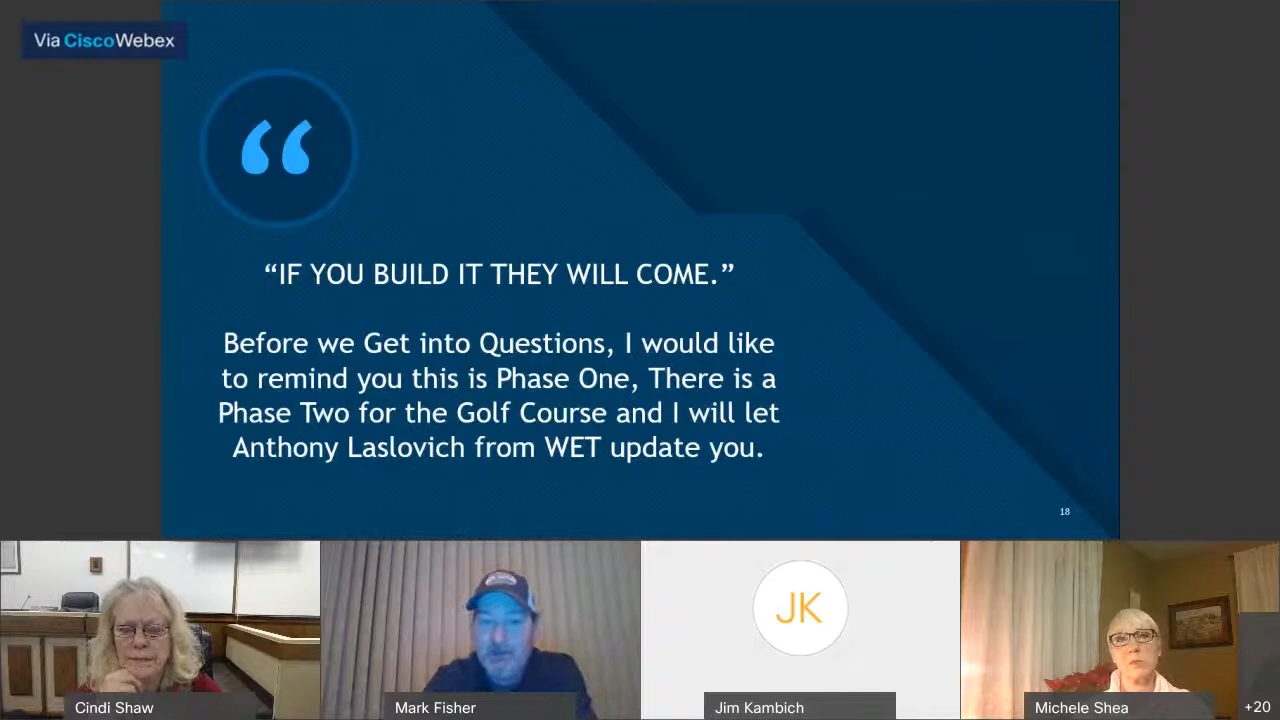 Via CiscoWebex
“IF YOU BUILD IT THEY WILL COME.”
Before we Get into Questions, I would like
to remind you this is Phase One, There is a
Phase Two for the Golf Course and I will let
Anthony Laslovich from WET update you.
18
JK
Cindi Shaw
Mark Fisher
Jim Kambich
Michele Shea
+20